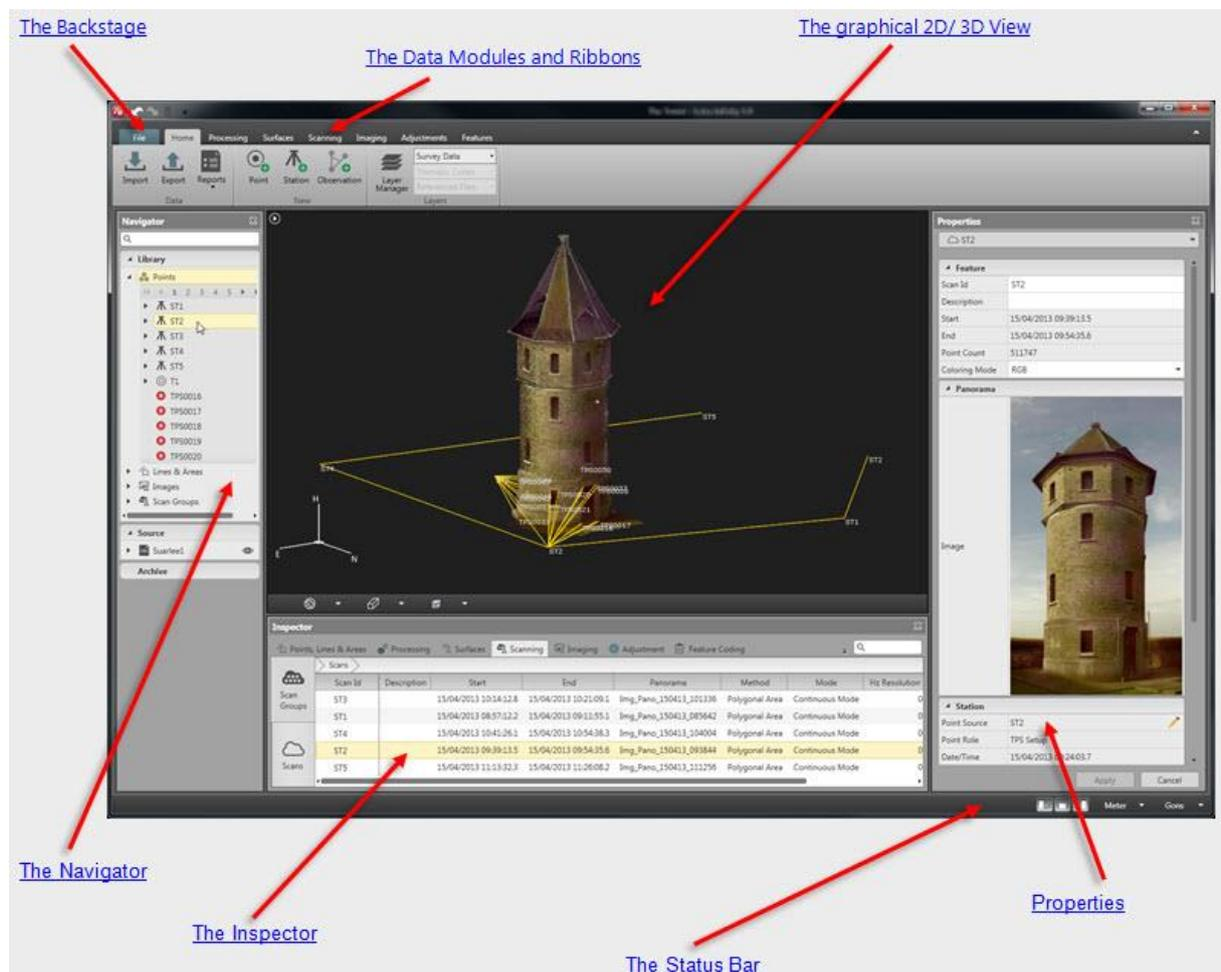 The Backstage
The graphical 2D/ 3D View
The Data Modules and Ribbons
File Home Processing Surfaces Scanning Imaging Adjustments Features
Import Export Reports Point Station Observation Layer Manager Survey Data
Data New Layers
Navigator
Library
Points
1 2 3 4 5
ST1
ST2
ST3
ST4
ST5
T1
TPS0016
TPS0017
TPS0018
TPS0019
TPS0020
Lines & Areas
Images
Scan Groups
Source
Suarlee1
Archive
ST5
ST4
ST2
ST1
ST2
H
E
N
Properties
ST2
Feature
Scan Id ST2
Description
Start 15/04/2013 09:39:13.5
End 15/04/2013 09:54:35.6
Point Count 511747
Coloring Mode RGB
Panorama
Image
Station
Point Source ST2
Point Role TPS Setup
Date/Time
Apply Cancel
Inspector
Points, Lines & Areas Processing Surfaces Scanning Imaging Adjustment Feature Coding
Scans
Scan Groups
Scans
Scan Id Description Start End Panorama Method Mode Hz Resolution
ST3 15/04/2013 10:14:12.8 15/04/2013 10:21:09.1 Img_Pano_150413_101336 Polygonal Area Continuous Mode 0
ST1 15/04/2013 08:57:12.2 15/04/2013 09:11:55.1 Img_Pano_150413_085642 Polygonal Area Continuous Mode 0
ST4 15/04/2013 10:41:26.1 15/04/2013 10:54:38.3 Img_Pano_150413_104004 Polygonal Area Continuous Mode 0
ST2 15/04/2013 09:39:13.5 15/04/2013 09:54:35.6 Img_Pano_150413_093844 Polygonal Area Continuous Mode 0
ST5 15/04/2013 11:13:32.3 15/04/2013 11:26:08.2 Img_Pano_150413_111256 Polygonal Area Continuous Mode 0
Meter Gons
The Navigator
Properties
The Inspector
The Status Bar